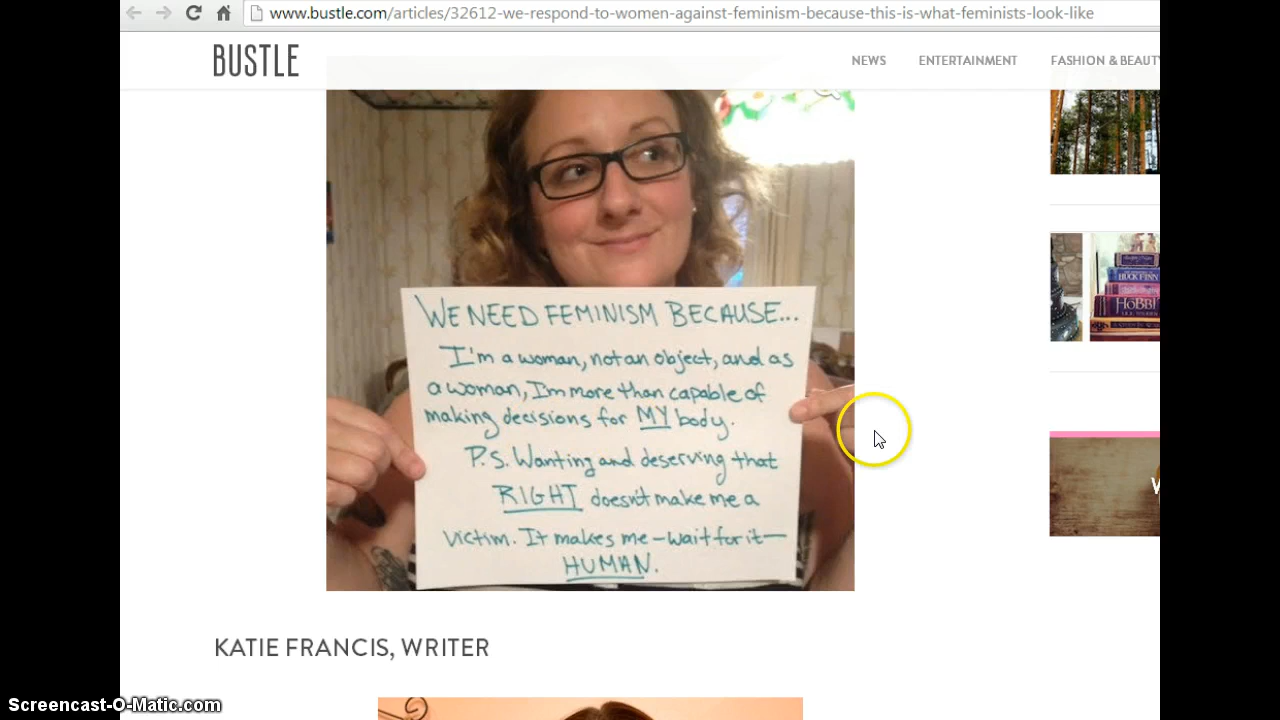 www.bustle.com/articles/32612-we-respond-to-women-against-feminism-because-this-is-what-feminists-look-like
BUSTLE
NEWS ENTERTAINMENT FASHION & BEAUTY
WE NEED FEMINISM BECAUSE...
I'm a woman, not an object, and as
a woman, I'm more than capable of
making decisions for MY body.
P.S. Wanting and deserving that
RIGHT doesn't make me a
victim. It makes me - wait for it -
HUMAN.
HUCK FINN
HOBBI
W
KATIE FRANCIS, WRITER
Screencast-O-Matic.com